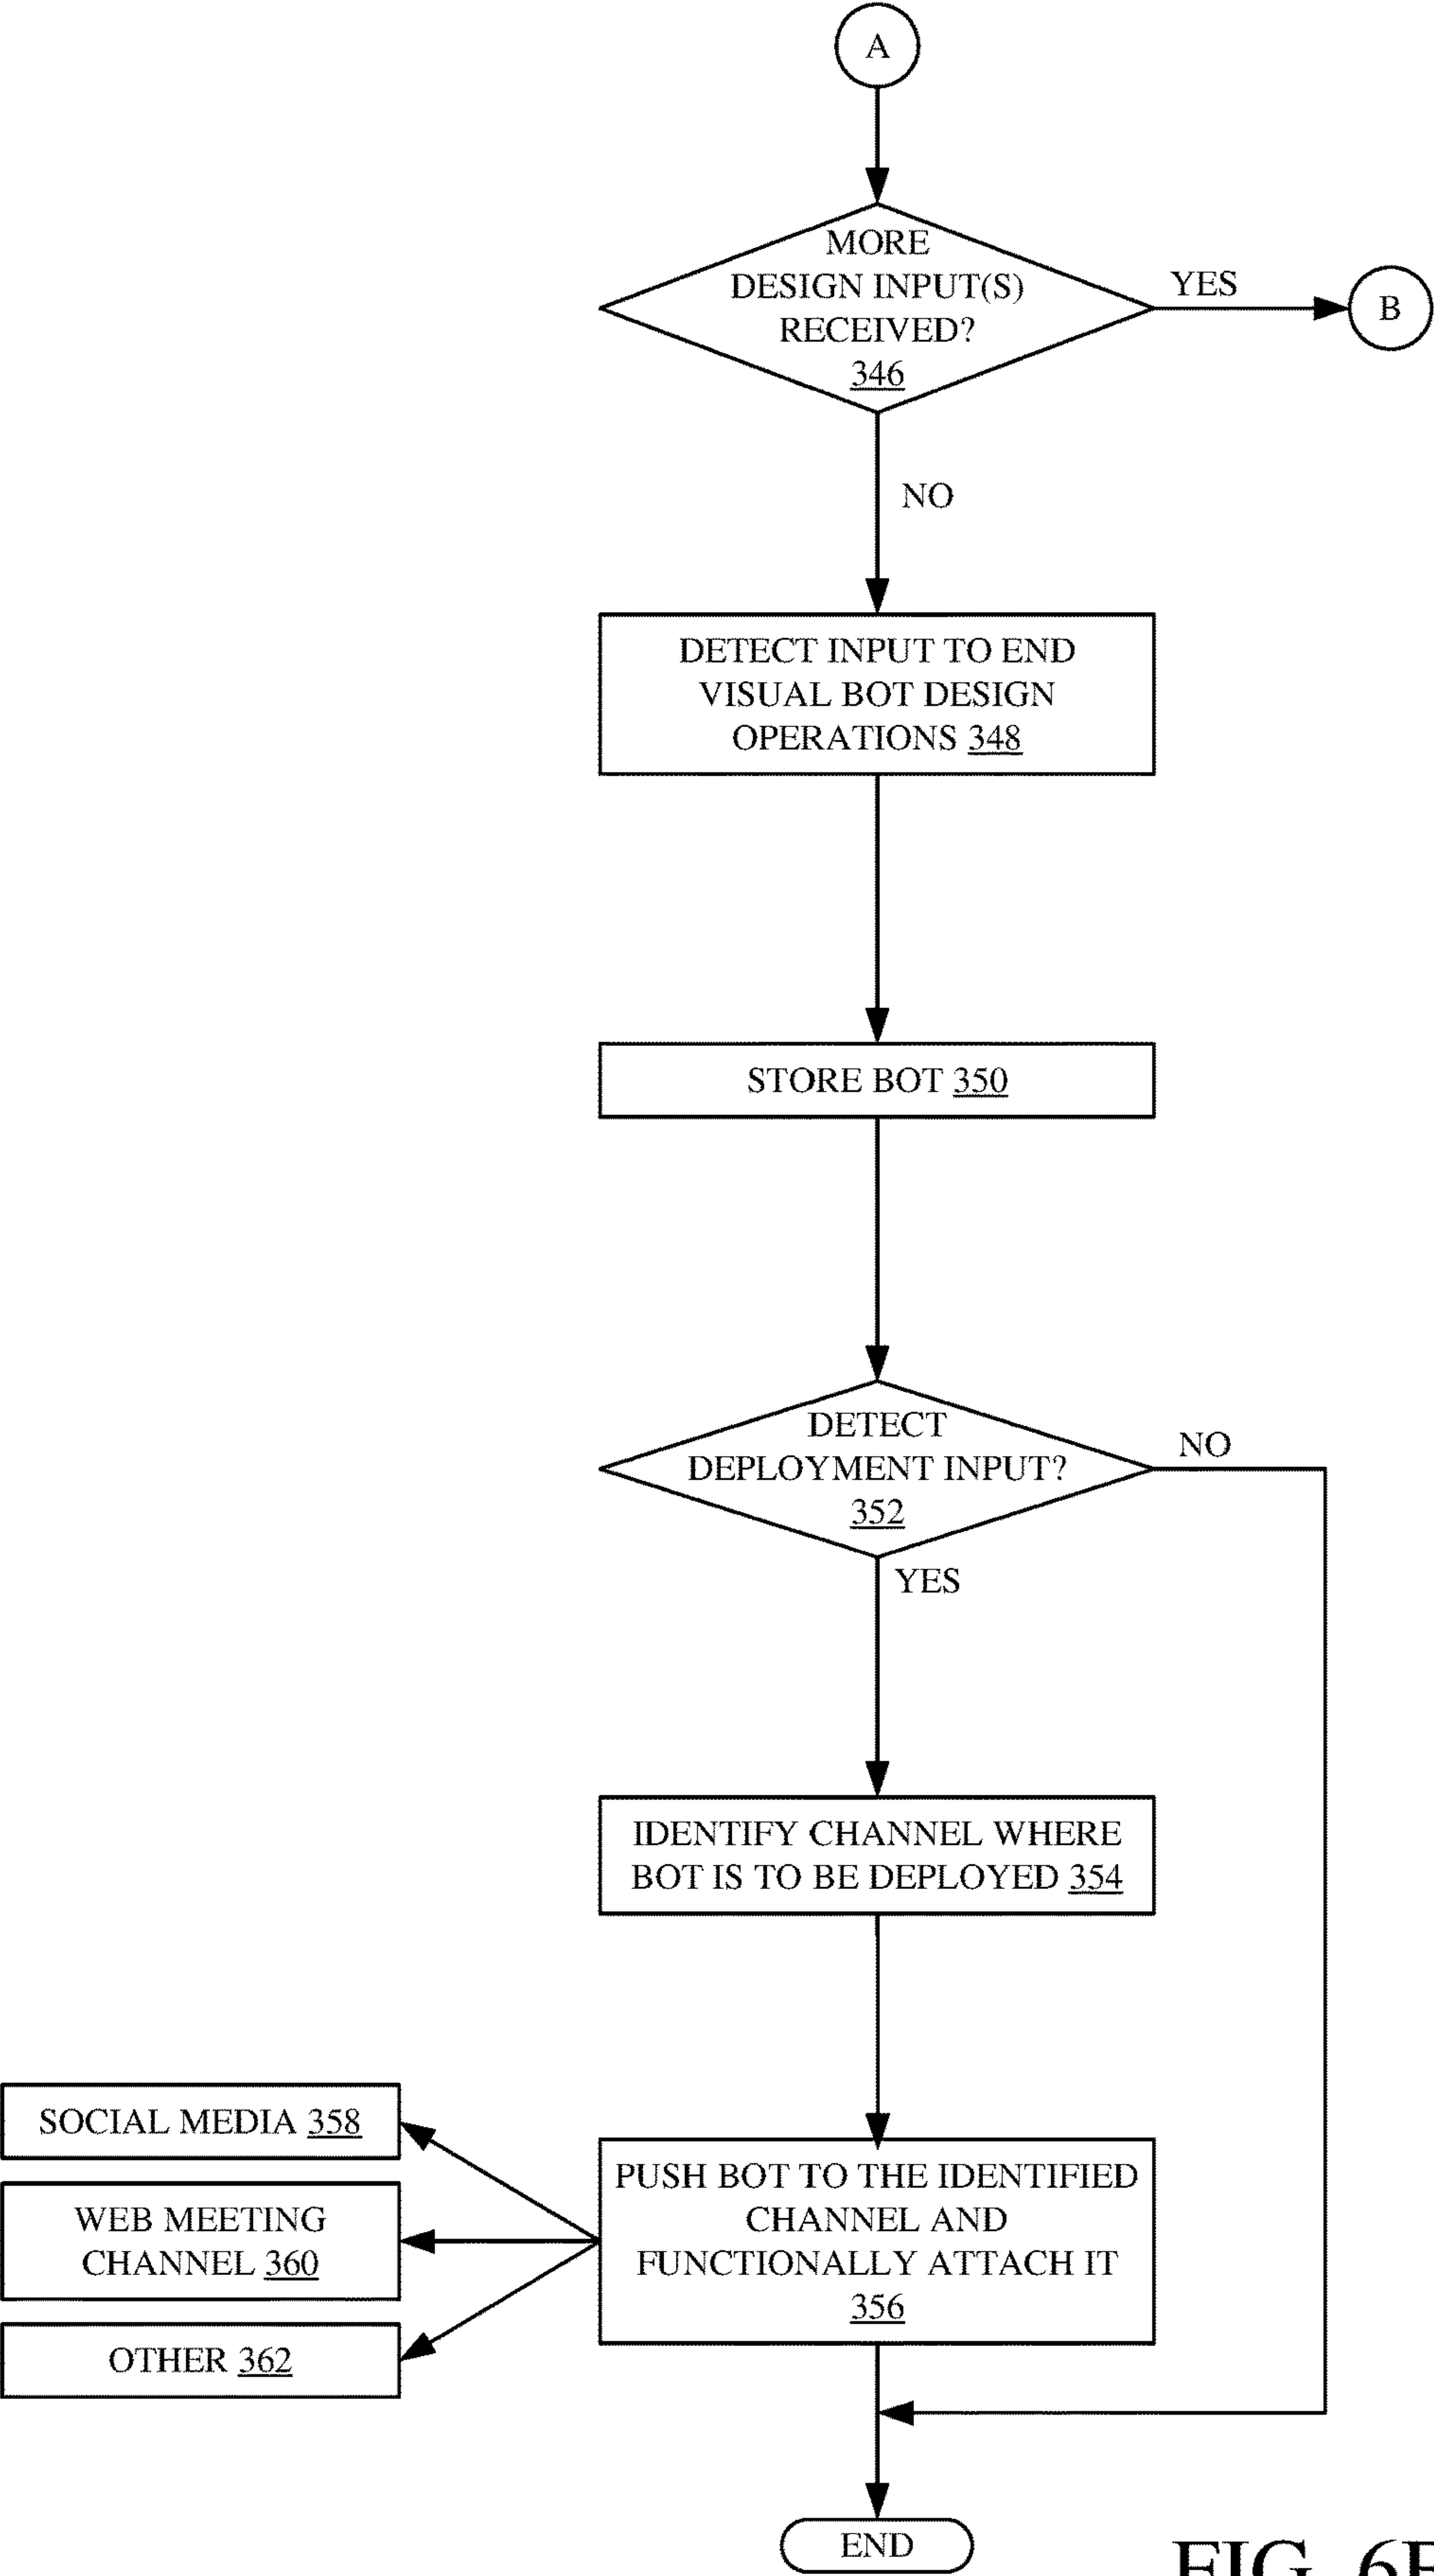 A
MORE
DESIGN INPUT(S)
RECEIVED?
346
YES
B
NO
DETECT INPUT TO END
VISUAL BOT DESIGN
OPERATIONS 348
STORE BOT 350
DETECT
DEPLOYMENT INPUT?
352
NO
YES
IDENTIFY CHANNEL WHERE
BOT IS TO BE DEPLOYED 354
SOCIAL MEDIA 358
WEB MEETING
CHANNEL 360
OTHER 362
PUSH BOT TO THE IDENTIFIED
CHANNEL AND
FUNCTIONALLY ATTACH IT
356
END
FIG.